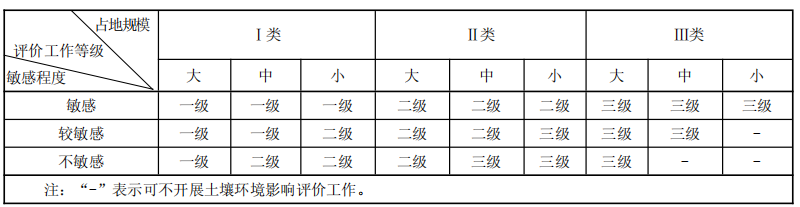 占地规模
评价工作等级
敏感程度
Ⅰ类 Ⅱ类 Ⅲ类
大 中 小 大 中 小 大 中 小
敏感 一级 一级 一级 二级 二级 二级 三级 三级 三级
较敏感 一级 一级 二级 二级 二级 三级 三级 三级 -
不敏感 一级 二级 二级 二级 三级 三级 三级 - -
注：“-”表示可不开展土壤环境影响评价工作。